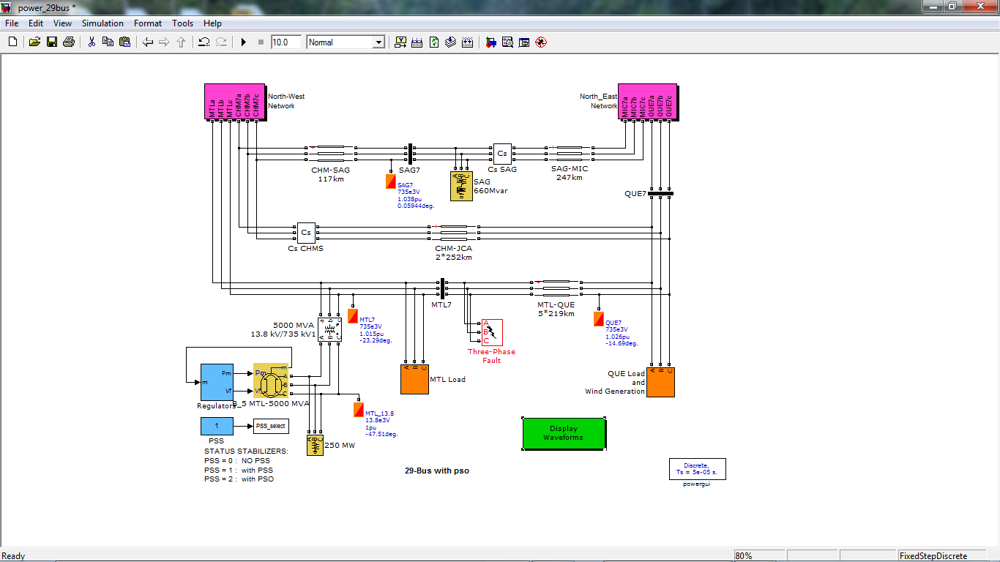 power_29bus *
File Edit View Simulation Format Tools Help
10.0 Normal
MTLa MTLb MTLc CHM7a CHM7b CHM7c
North-West
Network
North_East
Network
MIC7a MIC7b MIC7c QUE7a QUE7b QUE7c
CHM-SAG
117km
SAG7
SAG7
735e3V
1.038pu
0.05944deg.
A B C
SAG
660Mvar
Cs
Cs SAG
SAG-MIC
247km
QUE7
Cs
Cs CHMS
CHM-JCA
2*252km
MTL7
MTL-QUE
5*219km
5000 MVA
13.8 kV/735 kV1
a b c
A B C
MTL7
735e3V
1.015pu
-23.29deg.
A
B
C
Three-Phase
Fault
QUE7
735e3V
1.026pu
-14.69deg.
m
Pm
Vf
Regulators_5
Pm
Vf
m
A
B
C
MTL-5000 MVA
A B C
MTL Load
QUE Load
and
Wind Generation
A B C
MTL_13.8
13.8e3V
1pu
-47.51deg.
1
PSS
PSS_select
A B C
250 MW
STATUS STABILIZERS:
PSS = 0 : NO PSS
PSS = 1 : with PSS
PSS = 2 : with PSO
Display
Waveforms
29-Bus with pso
Discrete,
Ts = 5e-05 s.
powergui
Ready
80%
FixedStepDiscrete